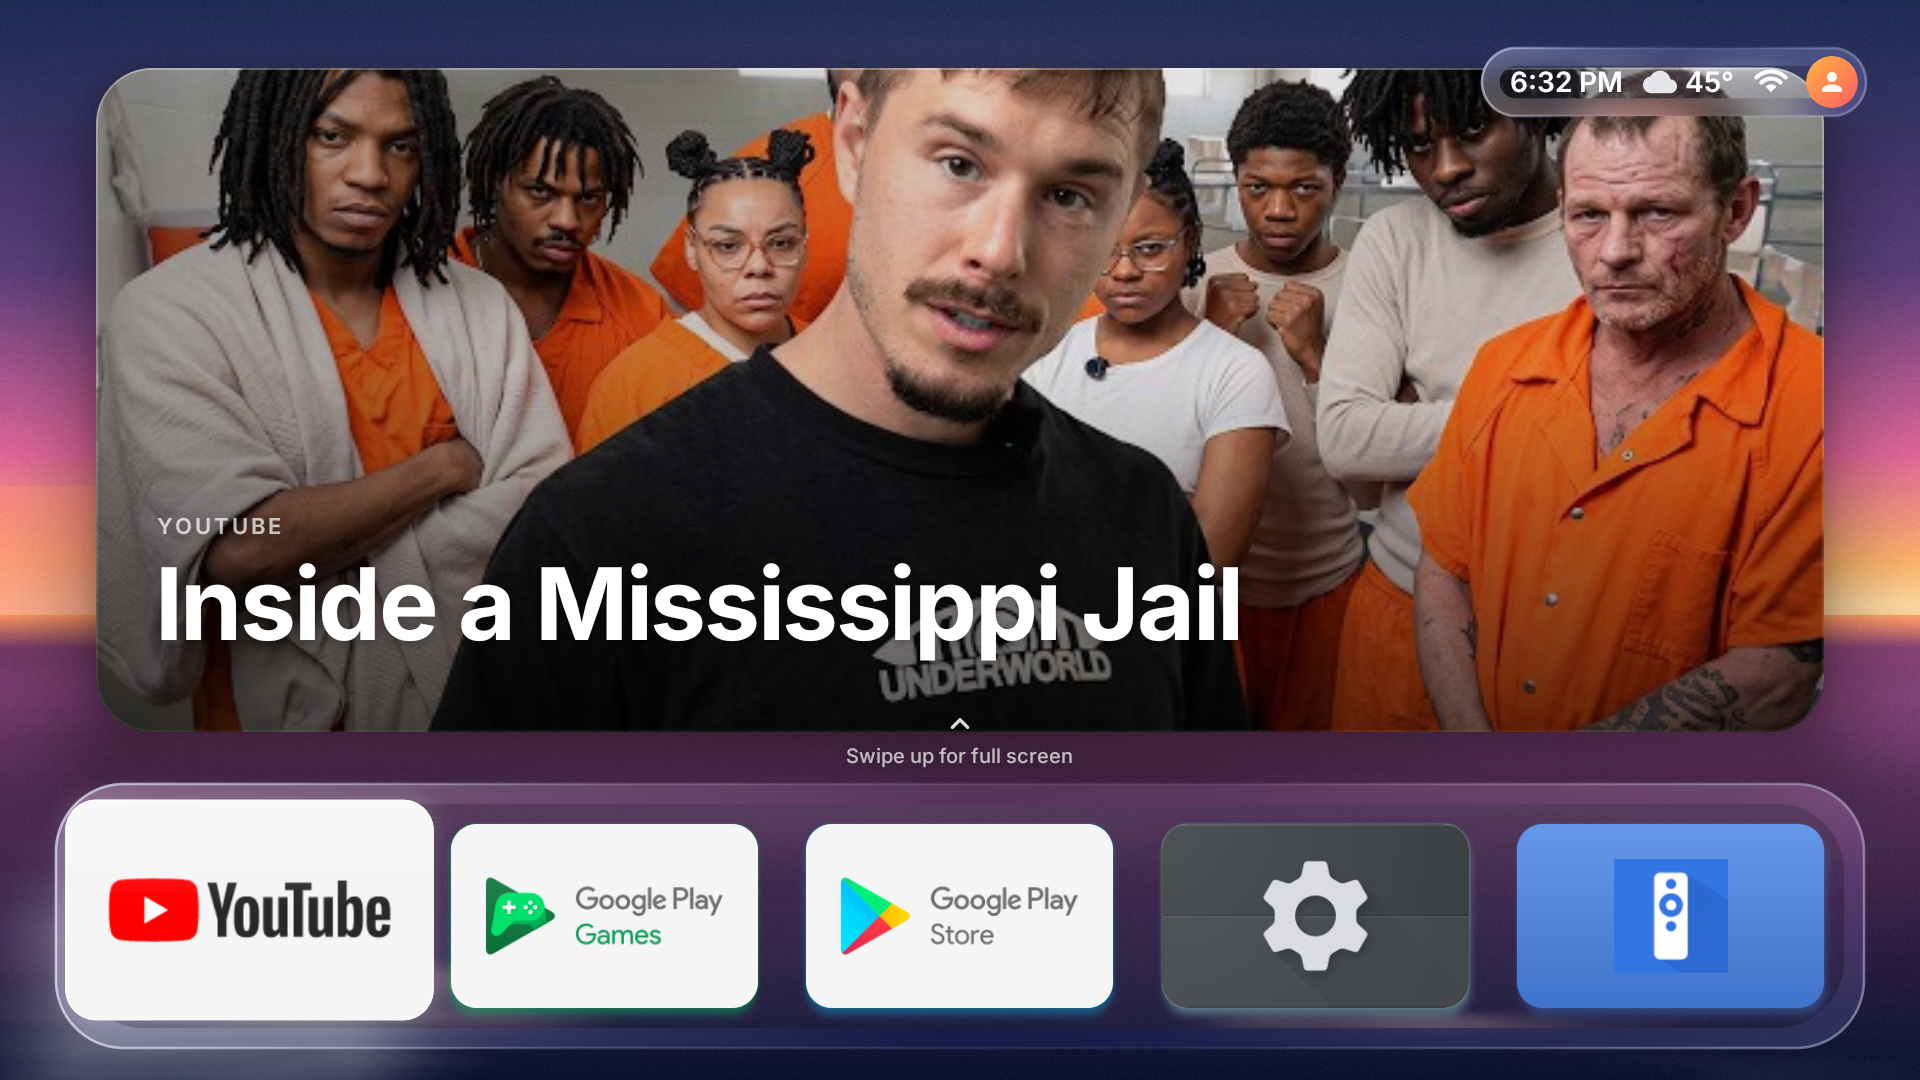 6:32 PM 45°
YOUTUBE
Inside a Mississippi Jail
UNDERWORLD
Swipe up for full screen
YouTube
Google Play
Games
Google Play
Store